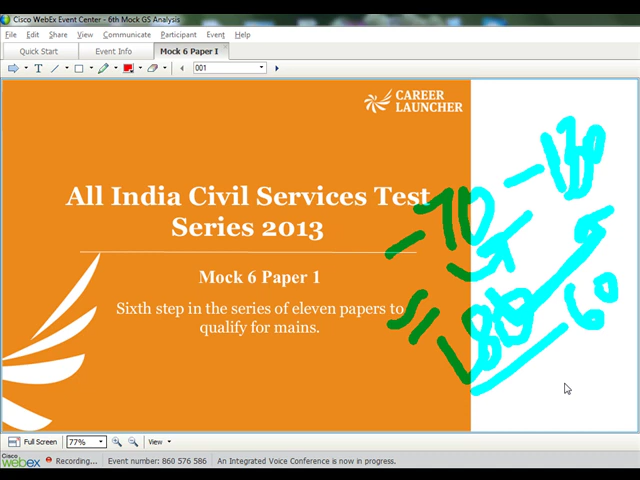 Cisco WebEx Event Center - 6th Mock GS Analysis
File Edit Share View Communicate Participant Event Help
Quick Start Event Info Mock 6 Paper I
T 001
CAREER
LAUNCHER
All India Civil Services Test
Series 2013
Mock 6 Paper 1
Sixth step in the series of eleven papers to
qualify for mains.
- 130
- 70
60
Full Screen 77% View
Cisco
webex Recording... Event number: 860 576 586 An Integrated Voice Conference is now in progress.